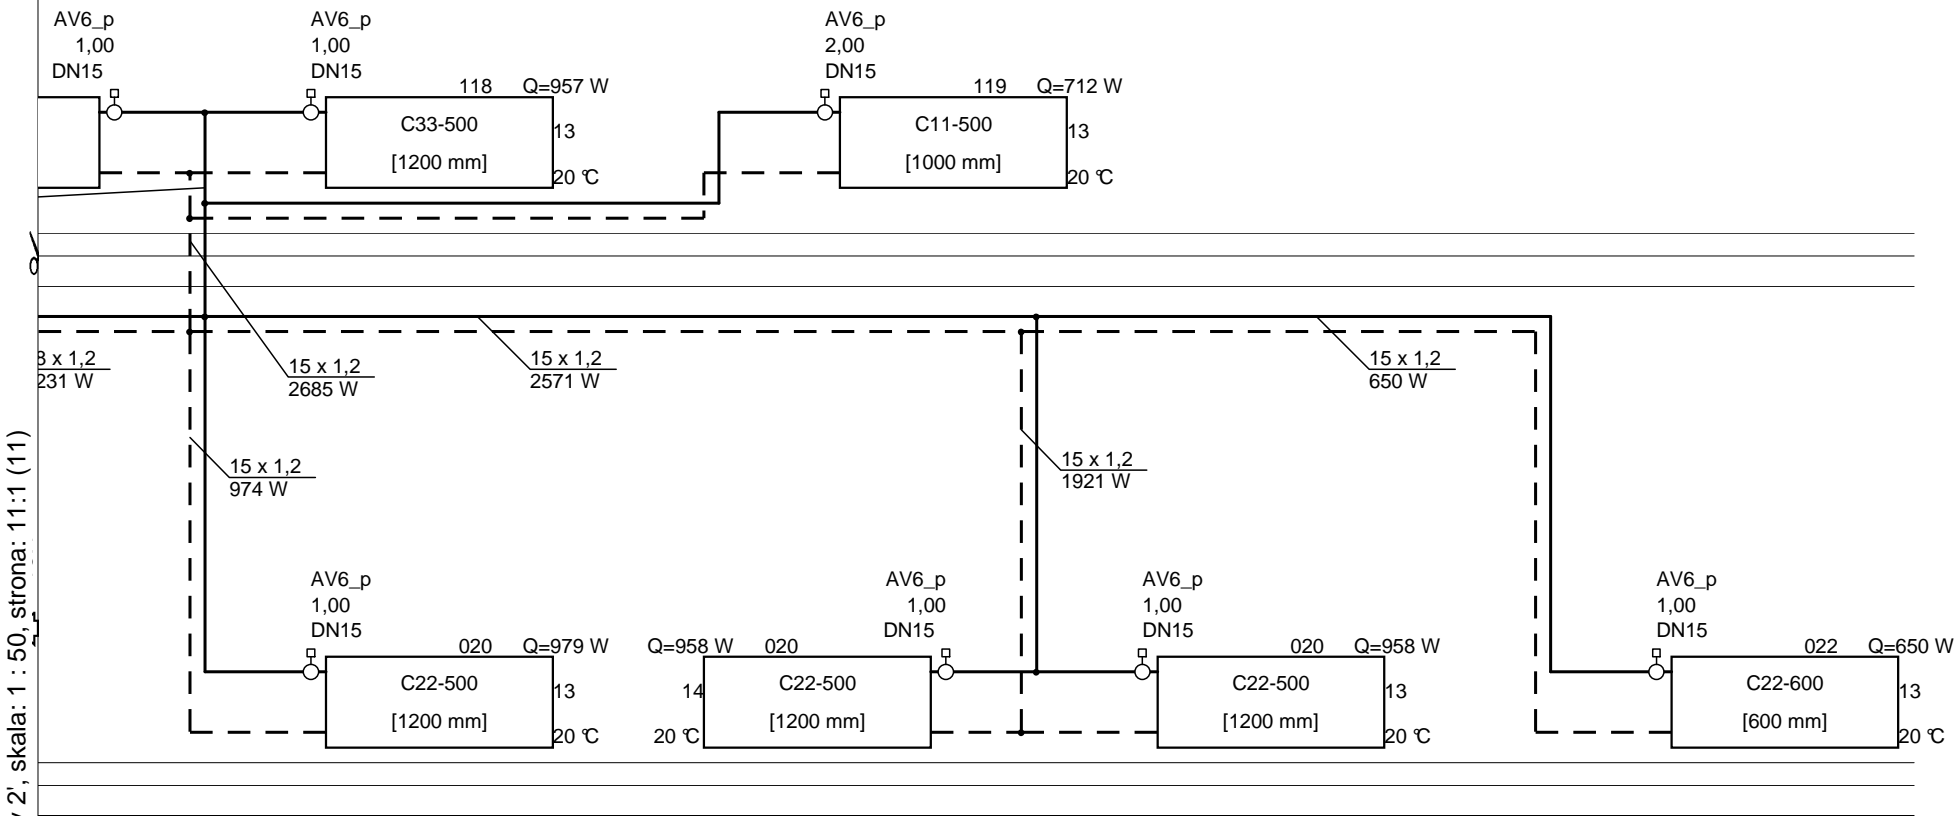 AV6_p
1,00
DN15
AV6_p
1,00
DN15
118 Q=957 W
C33-500
[1200 mm]
13
20 °C
AV6_p
2,00
DN15
119 Q=712 W
C11-500
[1000 mm]
13
20 °C
x 1,2
231 W
15 x 1,2
2685 W
15 x 1,2
2571 W
15 x 1,2
650 W
15 x 1,2
974 W
15 x 1,2
1921 W
AV6_p
1,00
DN15
020 Q=979 W
C22-500
[1200 mm]
13
20 °C
AV6_p
1,00
DN15
Q=958 W 020
C22-500
[1200 mm]
14
20 °C
AV6_p
1,00
DN15
020 Q=958 W
C22-500
[1200 mm]
13
20 °C
AV6_p
1,00
DN15
022 Q=650 W
C22-600
[600 mm]
13
20 °C
2', skala: 1 : 50, strona: 11:1 (11)